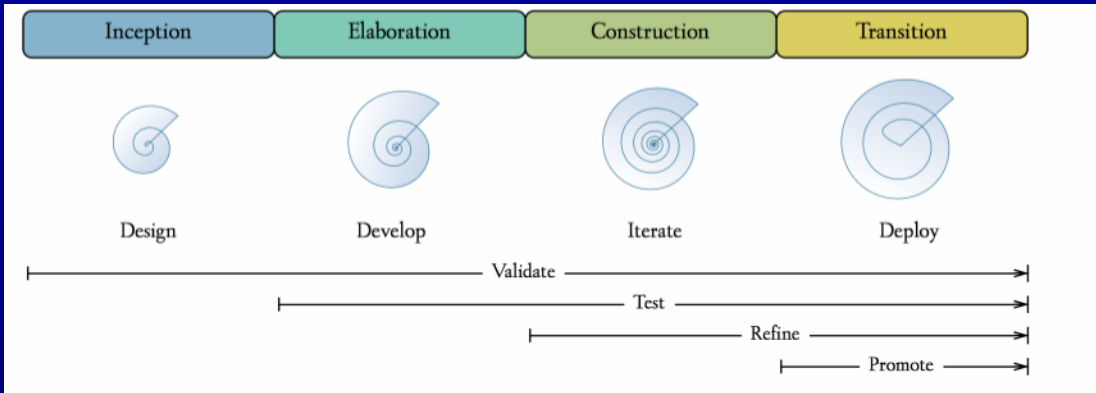 Inception Elaboration Construction Transition
Design Develop Iterate Deploy
Validate
Test
Refine
Promote